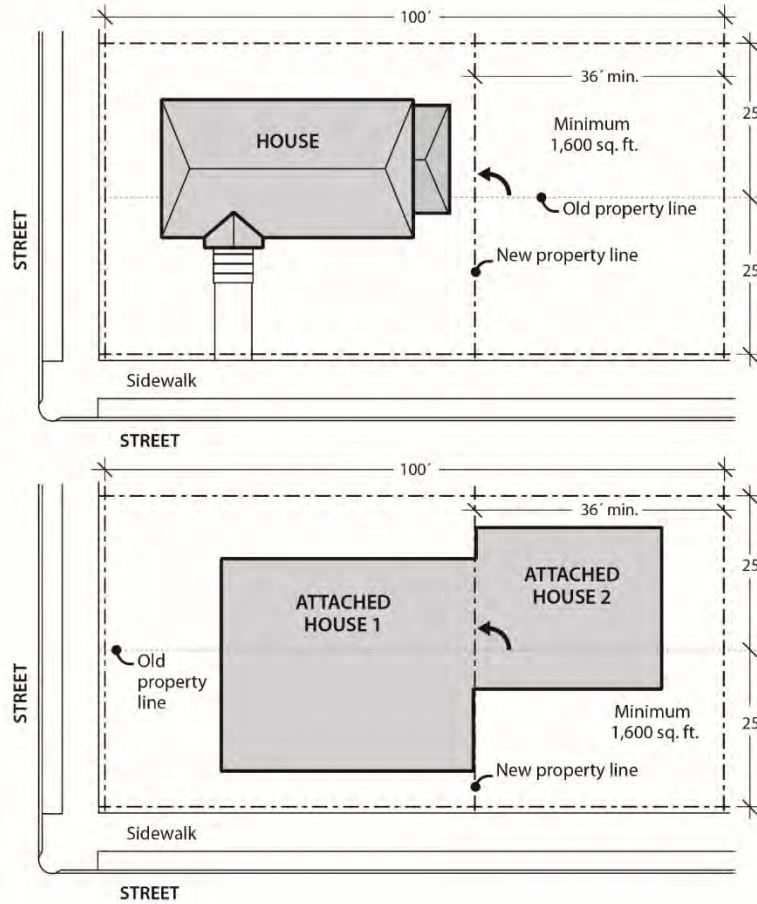 100´
36´ min.
25
HOUSE
Minimum
1,600 sq. ft.
Old property line
New property line
25
STREET
Sidewalk
STREET
100´
36´ min.
25
ATTACHED
HOUSE 1
ATTACHED
HOUSE 2
Old
property
line
Minimum
1,600 sq. ft.
25
New property line
STREET
Sidewalk
STREET